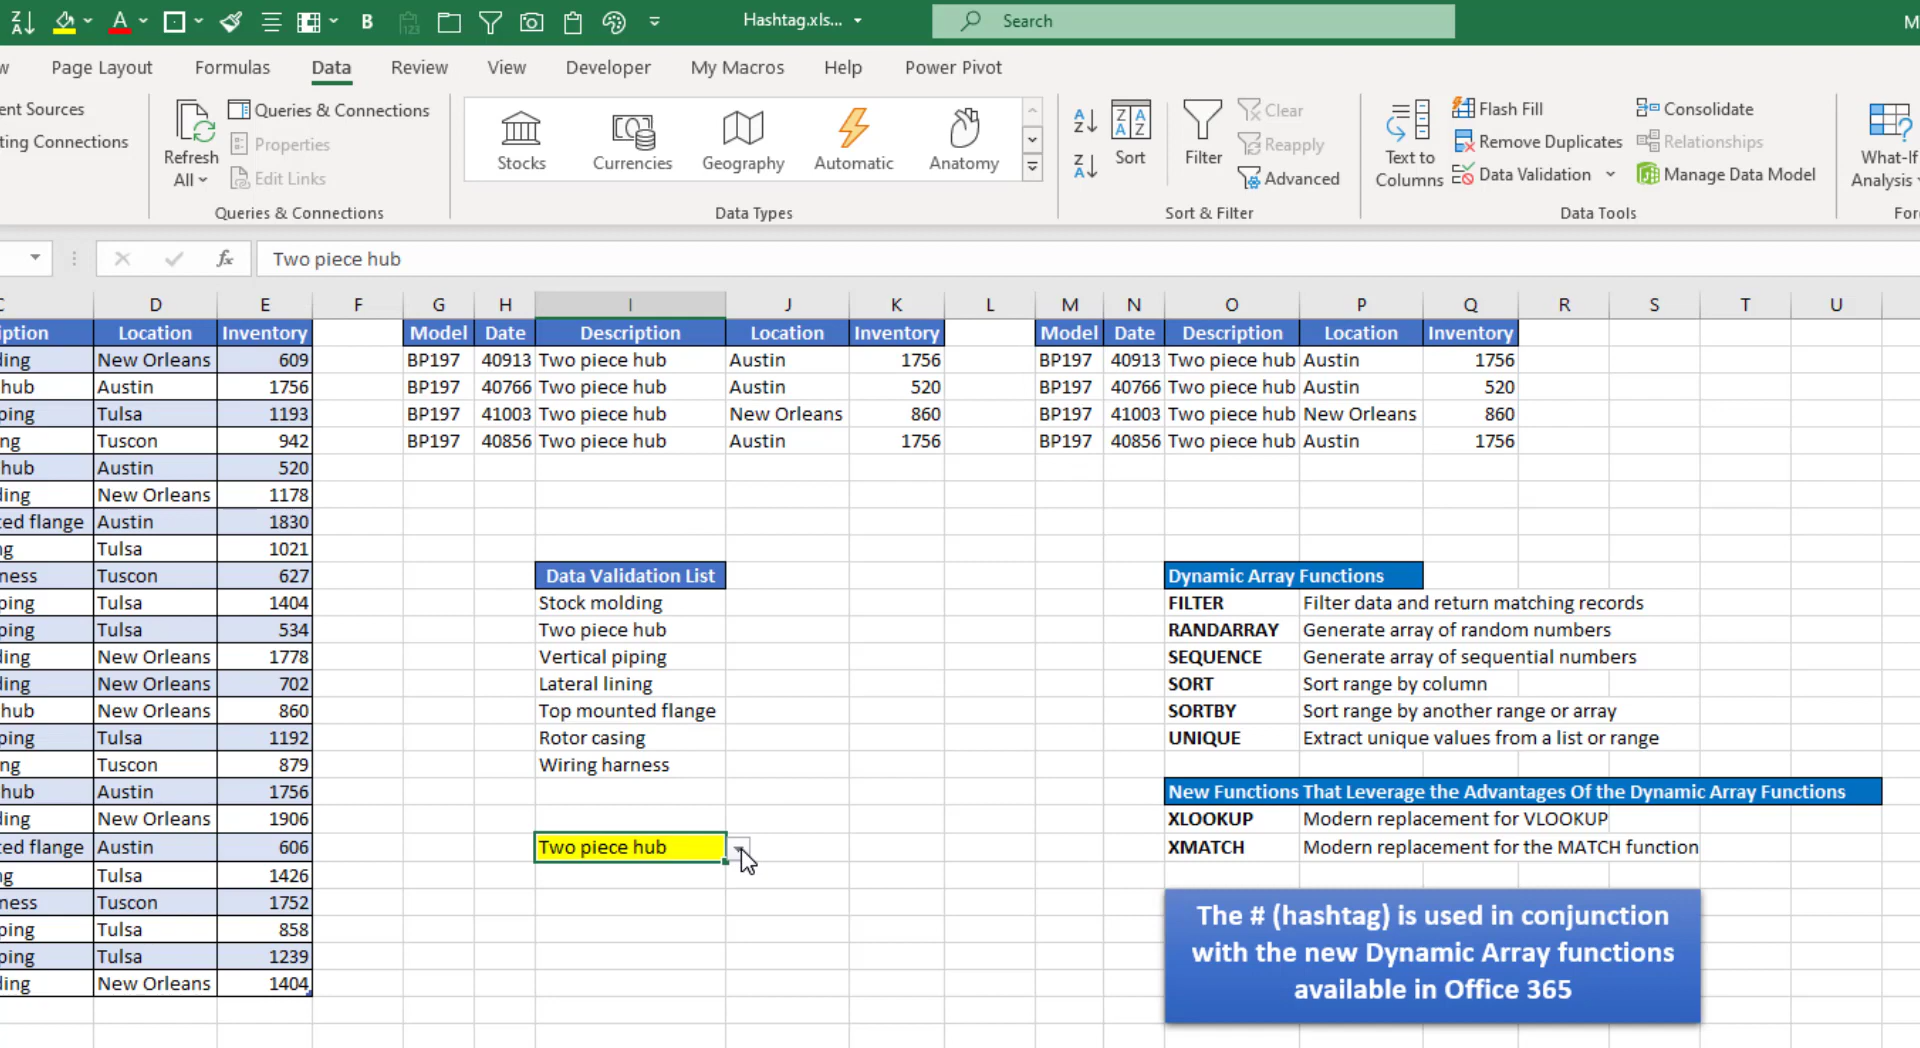 Hashtag.xls...
Search
M
w Page Layout Formulas Data Review View Developer My Macros Help Power Pivot
ent Sources
ting Connections
Refresh All
Queries & Connections
Properties
Edit Links
Queries & Connections
Stocks Currencies Geography Automatic Anatomy
Data Types
Sort
Filter
Clear
Reapply
Advanced
Sort & Filter
Text to Columns
Flash Fill
Remove Duplicates
Data Validation
Consolidate
Relationships
Manage Data Model
Data Tools
What-If
Analysis
For
fx Two piece hub
C D E F G H I J K L M N O P Q R S T U
iption Location Inventory Model Date Description Location Inventory Model Date Description Location Inventory
ding New Orleans 609 BP197 40913 Two piece hub Austin 1756 BP197 40913 Two piece hub Austin 1756
hub Austin 1756 BP197 40766 Two piece hub Austin 520 BP197 40766 Two piece hub Austin 520
ping Tulsa 1193 BP197 41003 Two piece hub New Orleans 860 BP197 41003 Two piece hub New Orleans 860
ng Tuscon 942 BP197 40856 Two piece hub Austin 1756 BP197 40856 Two piece hub Austin 1756
hub Austin 520
ding New Orleans 1178
ted flange Austin 1830
ng Tulsa 1021
ness Tuscon 627 Data Validation List Dynamic Array Functions
ping Tulsa 1404 Stock molding FILTER Filter data and return matching records
ping Tulsa 534 Two piece hub RANDARRAY Generate array of random numbers
ding New Orleans 1778 Vertical piping SEQUENCE Generate array of sequential numbers
ding New Orleans 702 Lateral lining SORT Sort range by column
hub New Orleans 860 Top mounted flange SORTBY Sort range by another range or array
ping Tulsa 1192 Rotor casing UNIQUE Extract unique values from a list or range
ng Tuscon 879 Wiring harness
hub Austin 1756 New Functions That Leverage the Advantages Of the Dynamic Array Functions
ding New Orleans 1906 XLOOKUP Modern replacement for VLOOKUP
ted flange Austin 606 Two piece hub XMATCH Modern replacement for the MATCH function
ng Tulsa 1426
ness Tuscon 1752
ping Tulsa 858
ping Tulsa 1239
ding New Orleans 1404
The # (hashtag) is used in conjunction
with the new Dynamic Array functions
available in Office 365